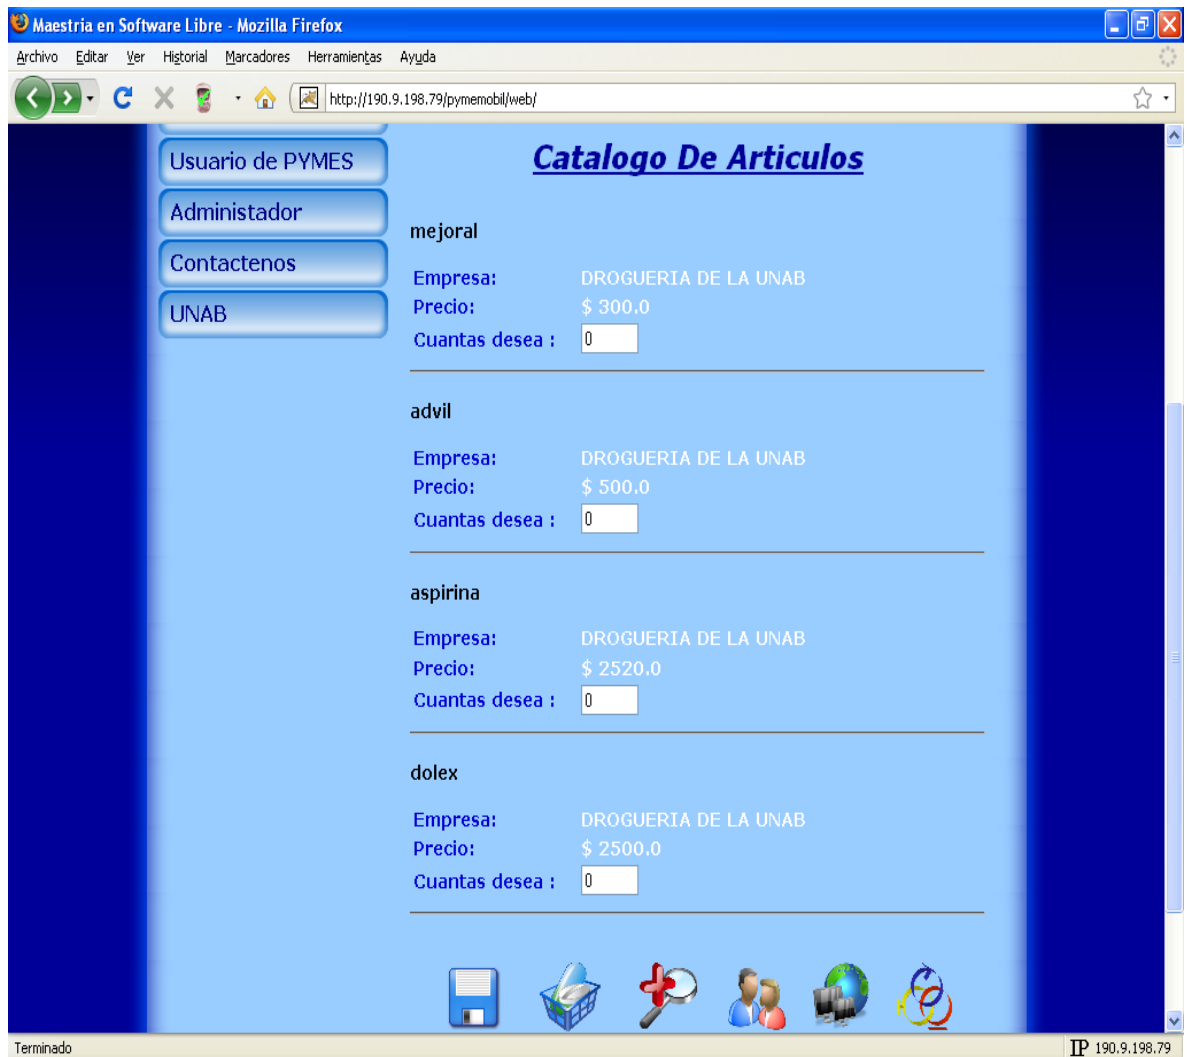 Maestria en Software Libre - Mozilla Firefox
Archivo Editar Ver Historial Marcadores Herramientas Ayuda
http://190.9.198.79/pymemobil/web/
Usuario de PYMES
Administador
Contactenos
UNAB
Catalogo De Articulos
mejoral
Empresa: DROGUERIA DE LA UNAB
Precio: $ 300.0
Cuantas desea : 0
advil
Empresa: DROGUERIA DE LA UNAB
Precio: $ 500.0
Cuantas desea : 0
aspirina
Empresa: DROGUERIA DE LA UNAB
Precio: $ 2520.0
Cuantas desea : 0
dolex
Empresa: DROGUERIA DE LA UNAB
Precio: $ 2500.0
Cuantas desea : 0
Terminado
IP 190.9.198.79